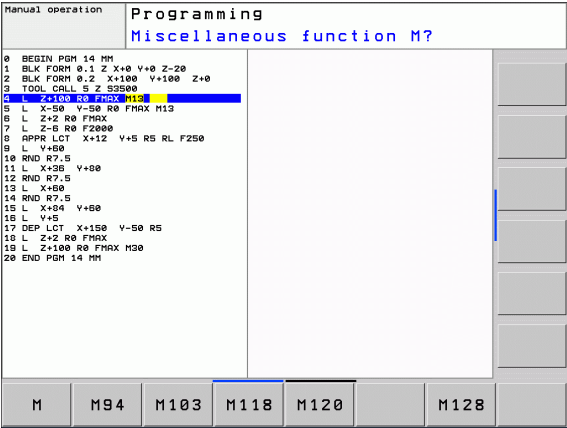 Manual operation
Programming
Miscellaneous function M?
0 BEGIN PGM 14 MM
1 BLK FORM 0.1 Z X+0 Y+0 Z-20
2 BLK FORM 0.2 X+100 Y+100 Z+0
3 TOOL CALL 5 Z S3500
4 L Z+100 R0 FMAX M13
5 L X-50 Y-50 R0 FMAX M13
6 L Z+2 R0 FMAX
7 L Z-6 R0 F2000
8 APPR LCT X+12 Y+5 R5 RL F250
9 L Y+60
10 RND R7.5
11 L X+36 Y+80
12 RND R7.5
13 L X+60
14 RND R7.5
15 L X+84 Y+60
16 L Y+5
17 DEP LCT X+150 Y-50 R5
18 L Z+2 R0 FMAX
19 L Z+100 R0 FMAX M30
20 END PGM 14 MM
M M94 M103 M118 M120 M128